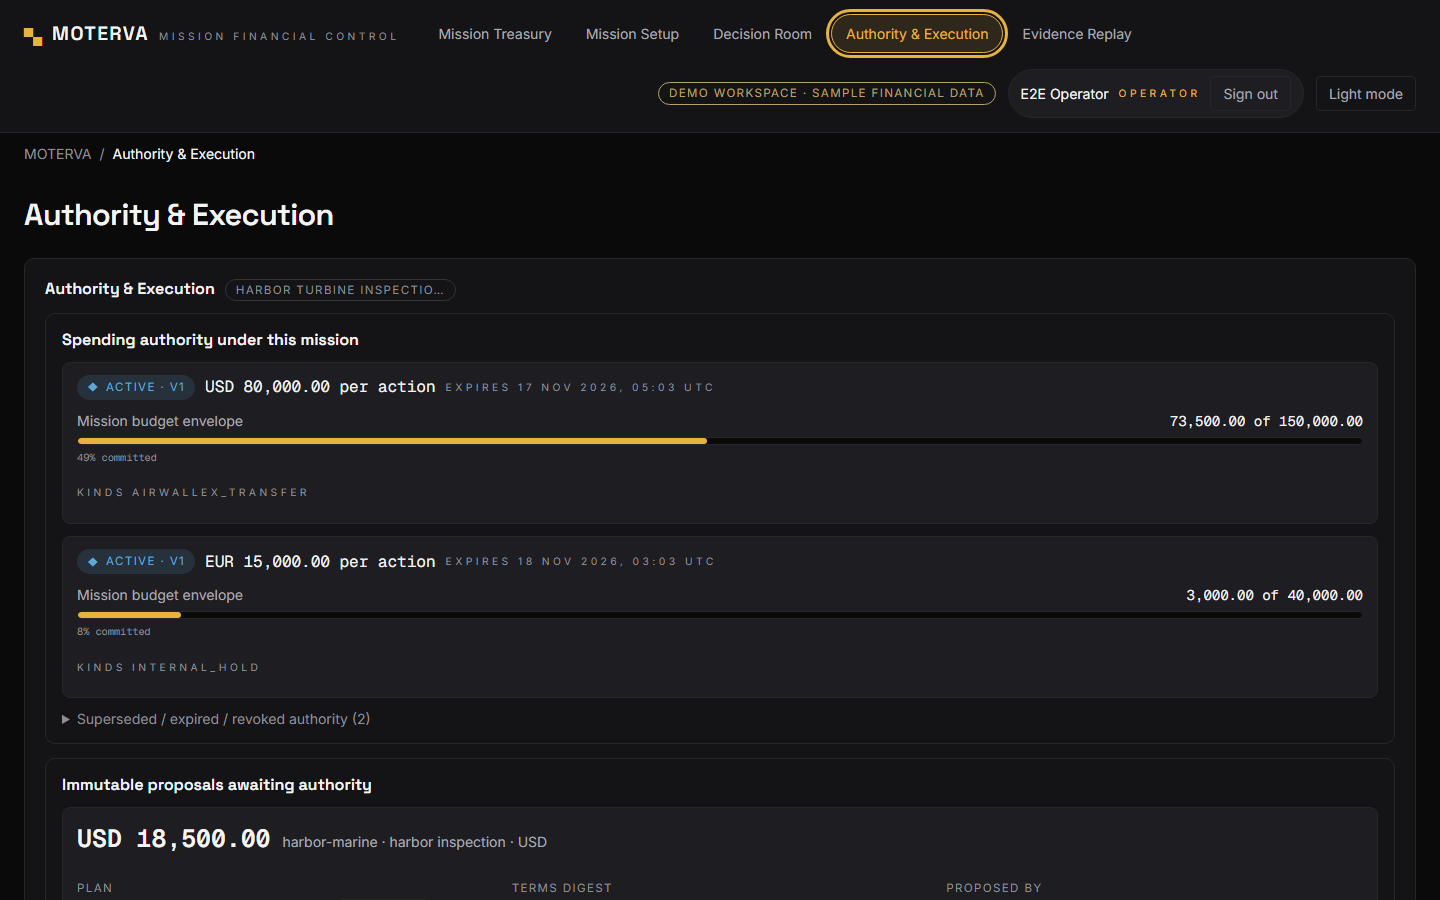 MOTERVA MISSION FINANCIAL CONTROL Mission Treasury Mission Setup Decision Room Authority & Execution Evidence Replay
DEMO WORKSPACE · SAMPLE FINANCIAL DATA E2E Operator OPERATOR Sign out Light mode
MOTERVA / Authority & Execution
Authority & Execution
Authority & Execution HARBOR TURBINE INSPECTIO…
Spending authority under this mission
◆ ACTIVE · V1 USD 80,000.00 per action EXPIRES 17 NOV 2026, 05:03 UTC
Mission budget envelope 73,500.00 of 150,000.00
49% committed
KINDS AIRWALLEX_TRANSFER
◆ ACTIVE · V1 EUR 15,000.00 per action EXPIRES 18 NOV 2026, 03:03 UTC
Mission budget envelope 3,000.00 of 40,000.00
8% committed
KINDS INTERNAL_HOLD
▶ Superseded / expired / revoked authority (2)
Immutable proposals awaiting authority
USD 18,500.00 harbor-marine · harbor inspection · USD
PLAN TERMS DIGEST PROPOSED BY